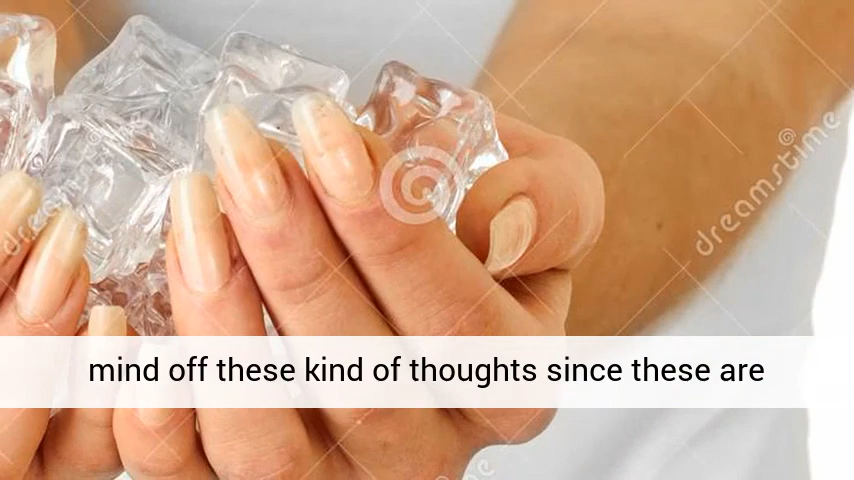 dreamstime
mind off these kind of thoughts since these are